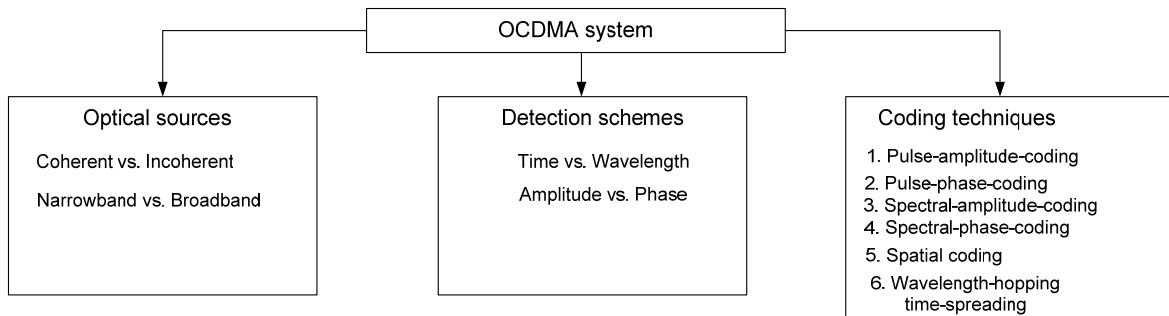 OCDMA system
Optical sources
Coherent vs. Incoherent
Narrowband vs. Broadband
Detection schemes
Time vs. Wavelength
Amplitude vs. Phase
Coding techniques
1. Pulse-amplitude-coding
2. Pulse-phase-coding
3. Spectral-amplitude-coding
4. Spectral-phase-coding
5. Spatial coding
6. Wavelength-hopping
time-spreading